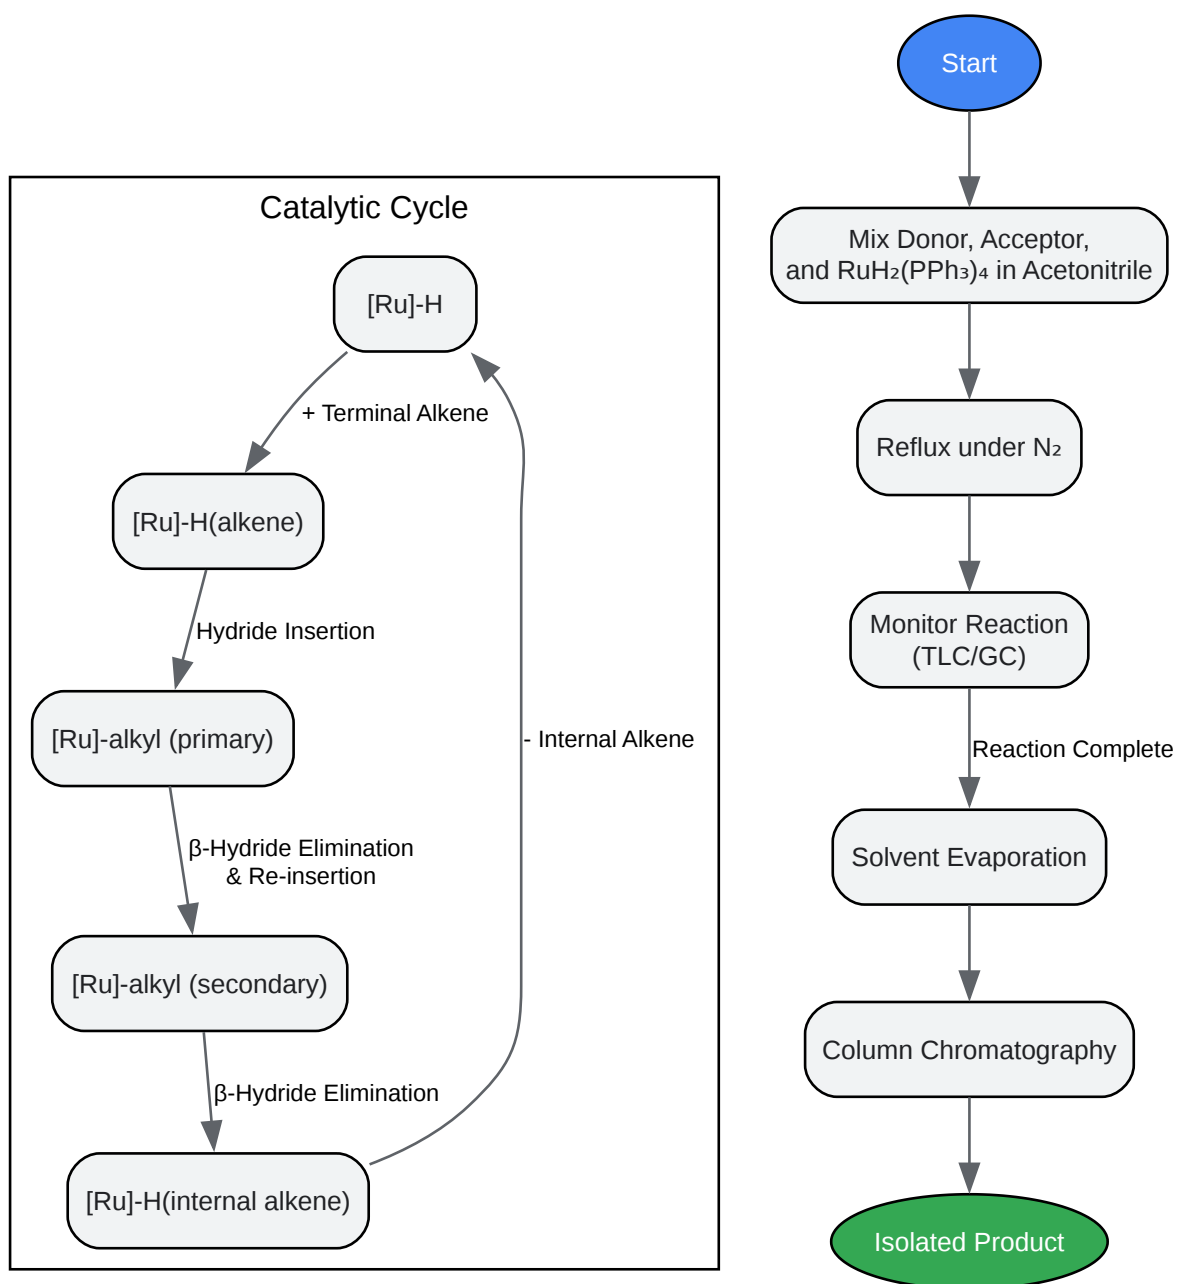 Catalytic Cycle
[Ru]-H
+ Terminal Alkene
[Ru]-H(alkene)
Hydride Insertion
[Ru]-alkyl (primary)
β-Hydride Elimination
& Re-insertion
[Ru]-alkyl (secondary)
β-Hydride Elimination
[Ru]-H(internal alkene)
- Internal Alkene
Start
Mix Donor, Acceptor,
and RuH₂(PPh₃)₄ in Acetonitrile
Reflux under N₂
Monitor Reaction
(TLC/GC)
Reaction Complete
Solvent Evaporation
Column Chromatography
Isolated Product